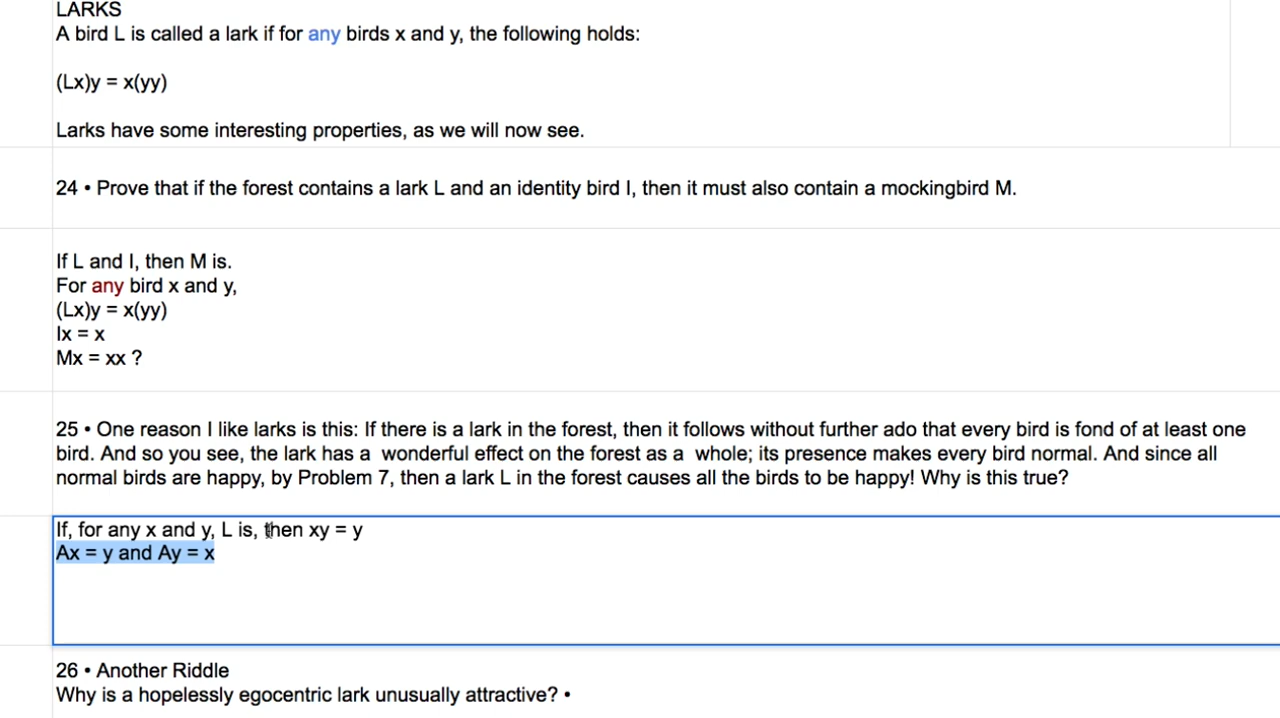 LARKS
A bird L is called a lark if for any birds x and y, the following holds:
(Lx)y = x(yy)
Larks have some interesting properties, as we will now see.
24 • Prove that if the forest contains a lark L and an identity bird I, then it must also contain a mockingbird M.
If L and I, then M is.
For any bird x and y,
(Lx)y = x(yy)
Ix = x
Mx = xx ?
25 • One reason I like larks is this: If there is a lark in the forest, then it follows without further ado that every bird is fond of at least one
bird. And so you see, the lark has a  wonderful effect on the forest as a  whole; its presence makes every bird normal. And since all
normal birds are happy, by Problem 7, then a lark L in the forest causes all the birds to be happy! Why is this true?
If, for any x and y, L is, then xy = y
Ax = y and Ay = x
26 • Another Riddle
Why is a hopelessly egocentric lark unusually attractive? •